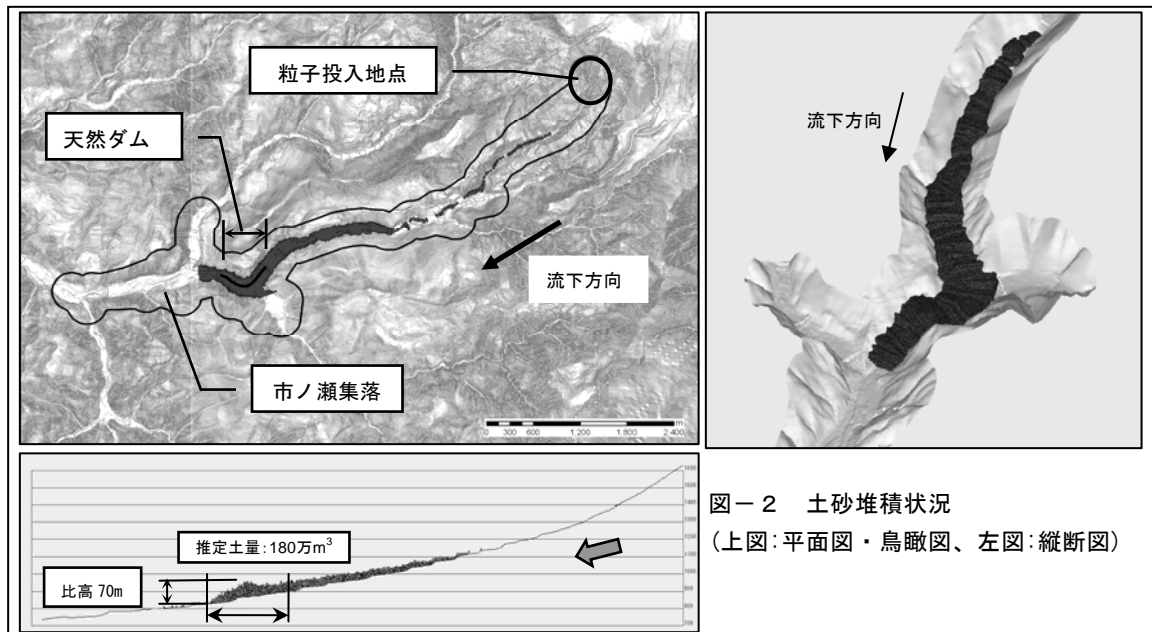 粒子投入地点
天然ダム
流下方向
市ノ瀬集落
m
0 300 600 1,200 1,800 2,400
流下方向
推定土量:180万m³
比高 70m
図－2 土砂堆積状況
(上図:平面図・鳥瞰図、左図:縦断図)